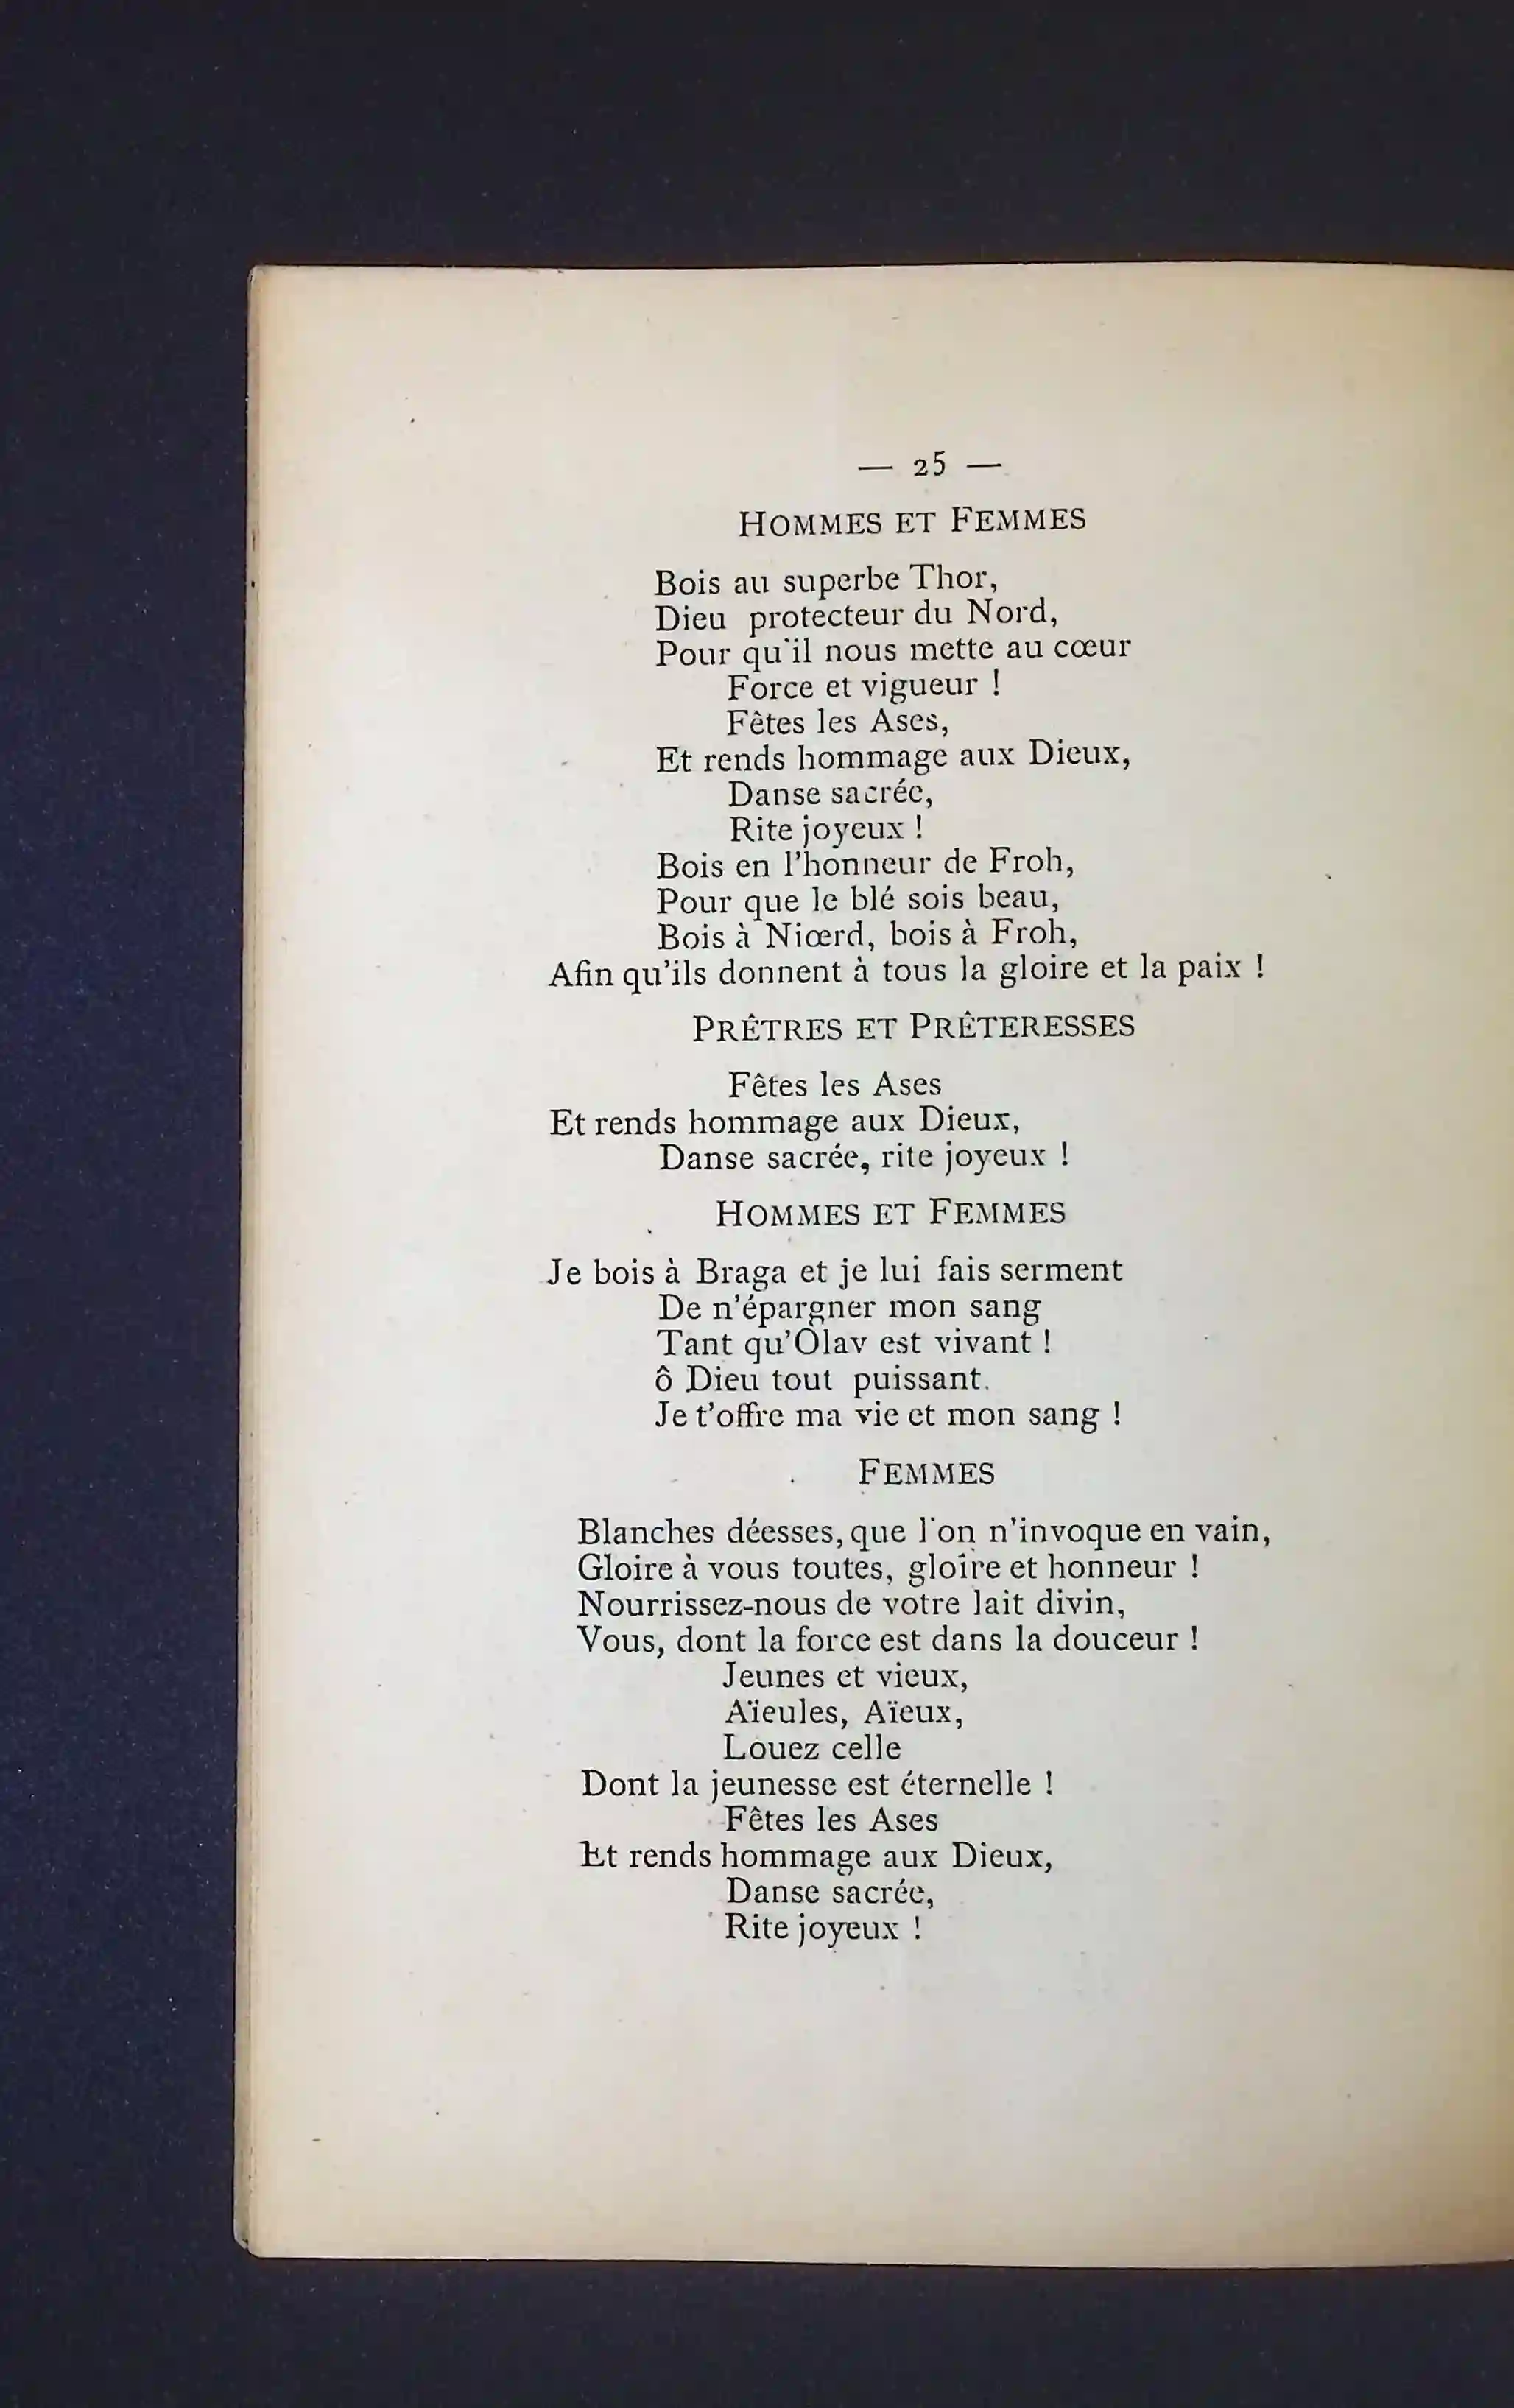 — 25 —
HOMMES ET FEMMES
Bois au superbe Thor,
Dieu protecteur du Nord,
Pour qu'il nous mette au cœur
Force et vigueur !
Fêtes les Ases,
Et rends hommage aux Dieux,
Danse sacrée,
Rite joyeux !
Bois en l'honneur de Froh,
Pour que le blé sois beau,
Bois à Niœrd, bois à Froh,
Afin qu'ils donnent à tous la gloire et la paix !
PRÊTRES ET PRÊTERESSES
Fêtes les Ases
Et rends hommage aux Dieux,
Danse sacrée, rite joyeux !
HOMMES ET FEMMES
Je bois à Braga et je lui fais serment
De n'épargner mon sang
Tant qu'Olav est vivant !
ô Dieu tout puissant.
Je t'offre ma vie et mon sang !
FEMMES
Blanches déesses, que l'on n'invoque en vain,
Gloire à vous toutes, gloire et honneur !
Nourrissez-nous de votre lait divin,
Vous, dont la force est dans la douceur !
Jeunes et vieux,
Aïeules, Aïeux,
Louez celle
Dont la jeunesse est éternelle !
Fêtes les Ases
Et rends hommage aux Dieux,
Danse sacrée,
Rite joyeux !